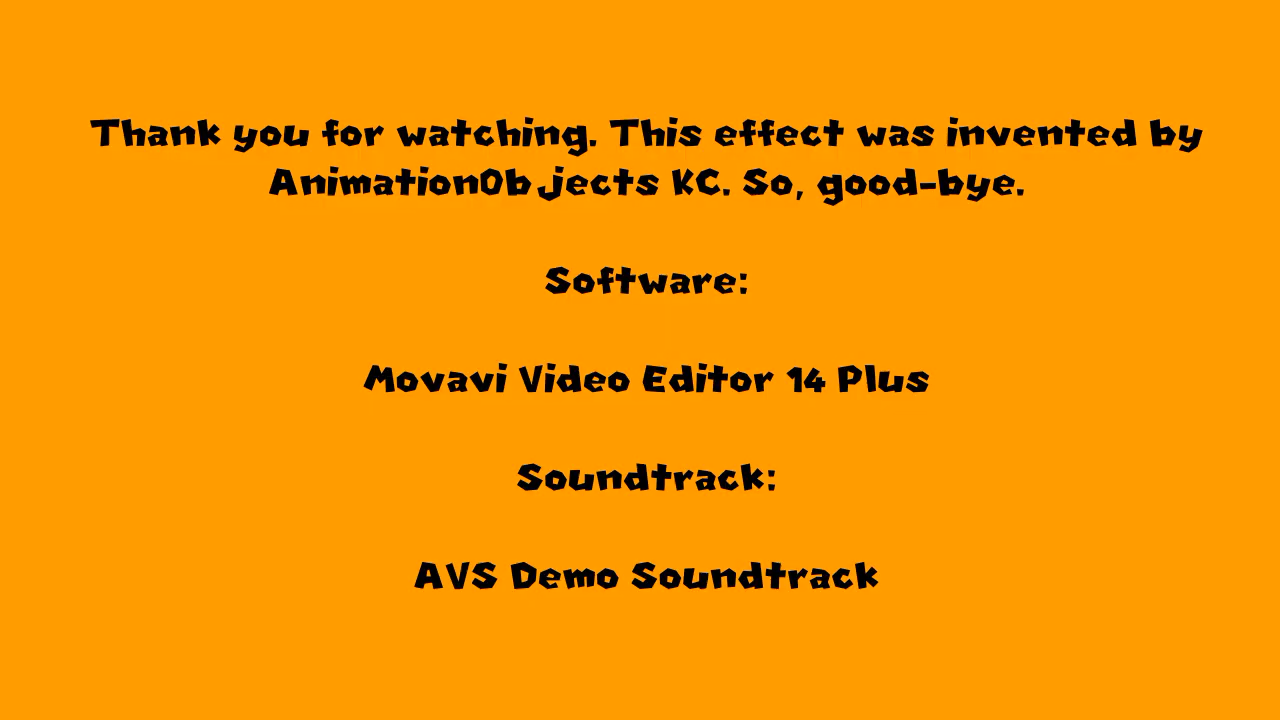 Thank you for watching. This effect was invented by
AnimationObjects KC. So, good-bye.
Software:
Movavi Video Editor 14 Plus
Soundtrack:
AVS Demo Soundtrack